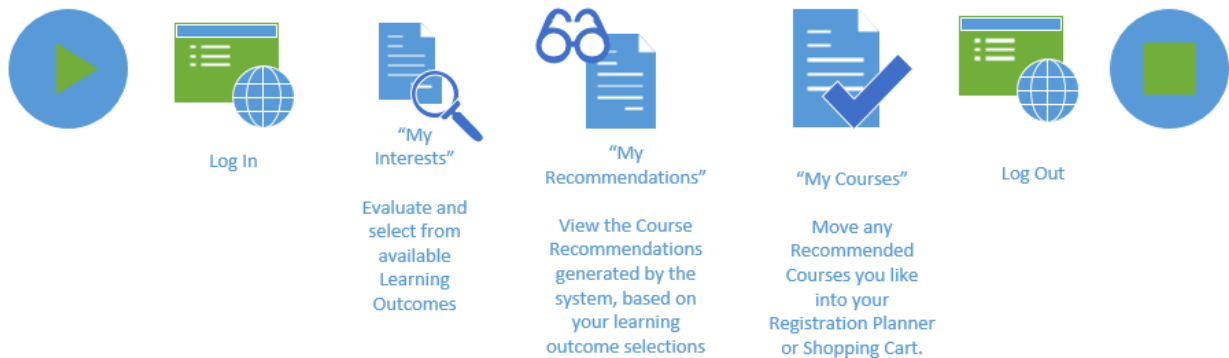 Log In
“My
Interests”
Evaluate and
select from
available
Learning
Outcomes
“My
Recommendations”
View the Course
Recommendations
generated by the
system, based on
your learning
outcome selections
“My Courses”
Move any
Recommended
Courses you like
into your
Registration Planner
or Shopping Cart.
Log Out